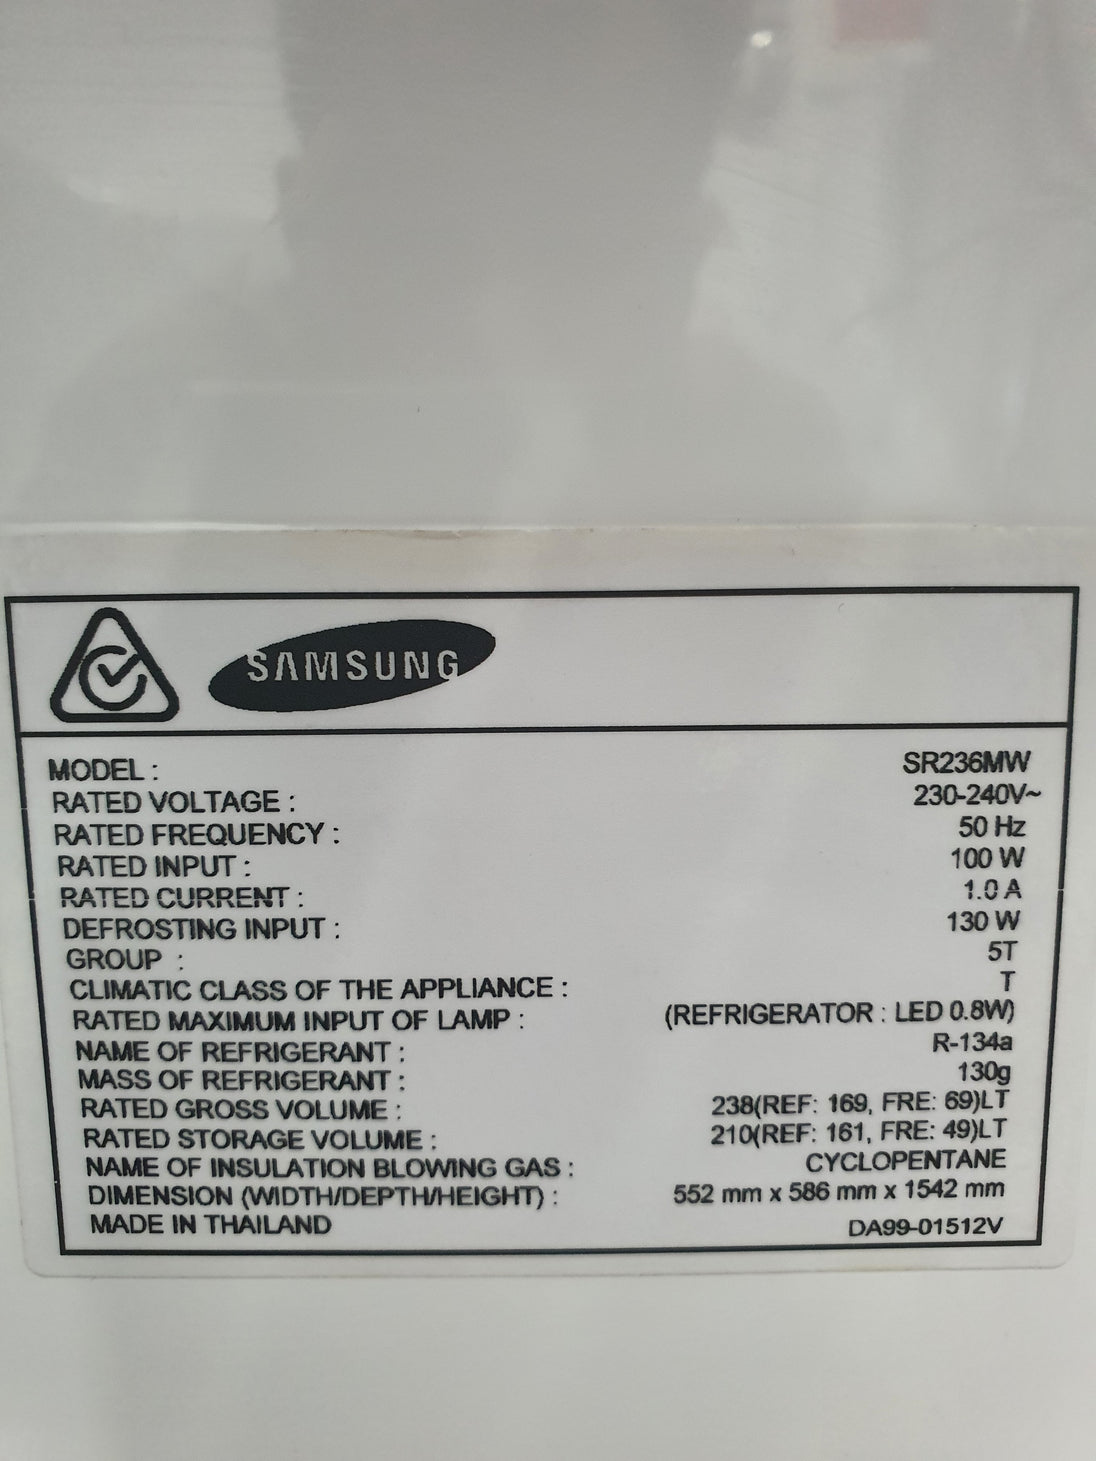 SAMSUNG
MODEL : SR236MW
RATED VOLTAGE : 230-240V~
RATED FREQUENCY : 50 Hz
RATED INPUT : 100 W
RATED CURRENT : 1.0 A
DEFROSTING INPUT : 130 W
GROUP : 5T
CLIMATIC CLASS OF THE APPLIANCE : T
RATED MAXIMUM INPUT OF LAMP : (REFRIGERATOR : LED 0.8W)
NAME OF REFRIGERANT : R-134a
MASS OF REFRIGERANT : 130g
RATED GROSS VOLUME : 238(REF: 169, FRE: 69)LT
RATED STORAGE VOLUME : 210(REF: 161, FRE: 49)LT
NAME OF INSULATION BLOWING GAS : CYCLOPENTANE
DIMENSION (WIDTH/DEPTH/HEIGHT) : 552 mm x 586 mm x 1542 mm
MADE IN THAILAND DA99-01512V